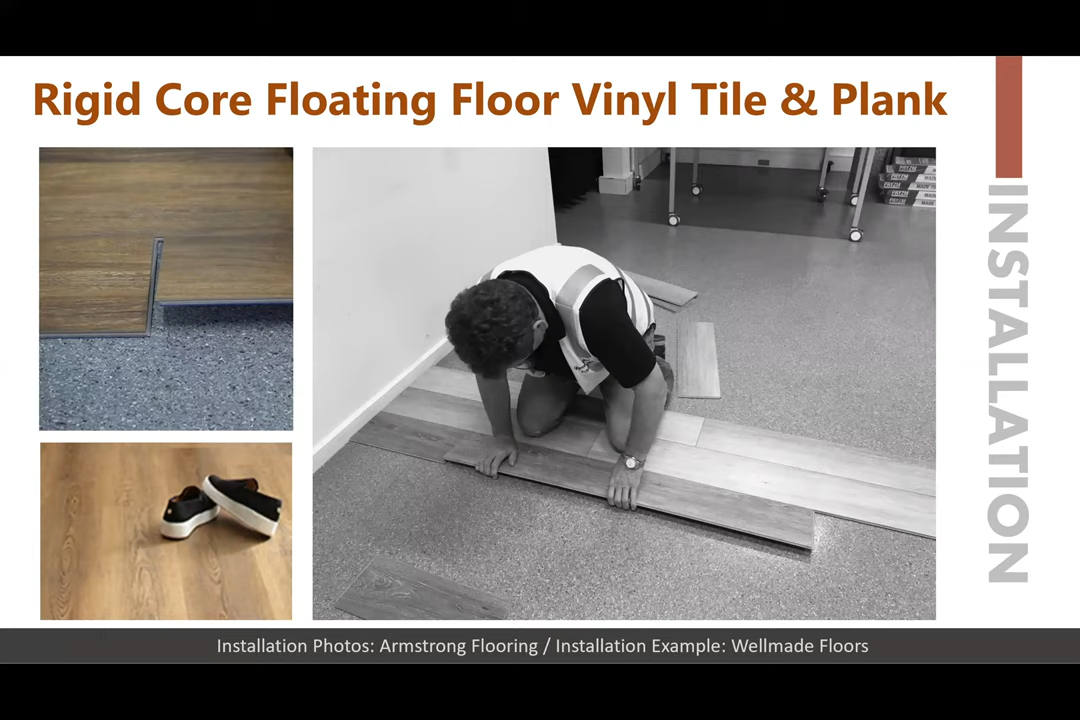 Rigid Core Floating Floor Vinyl Tile & Plank
INSTALLATION
Installation Photos: Armstrong Flooring / Installation Example: Wellmade Floors